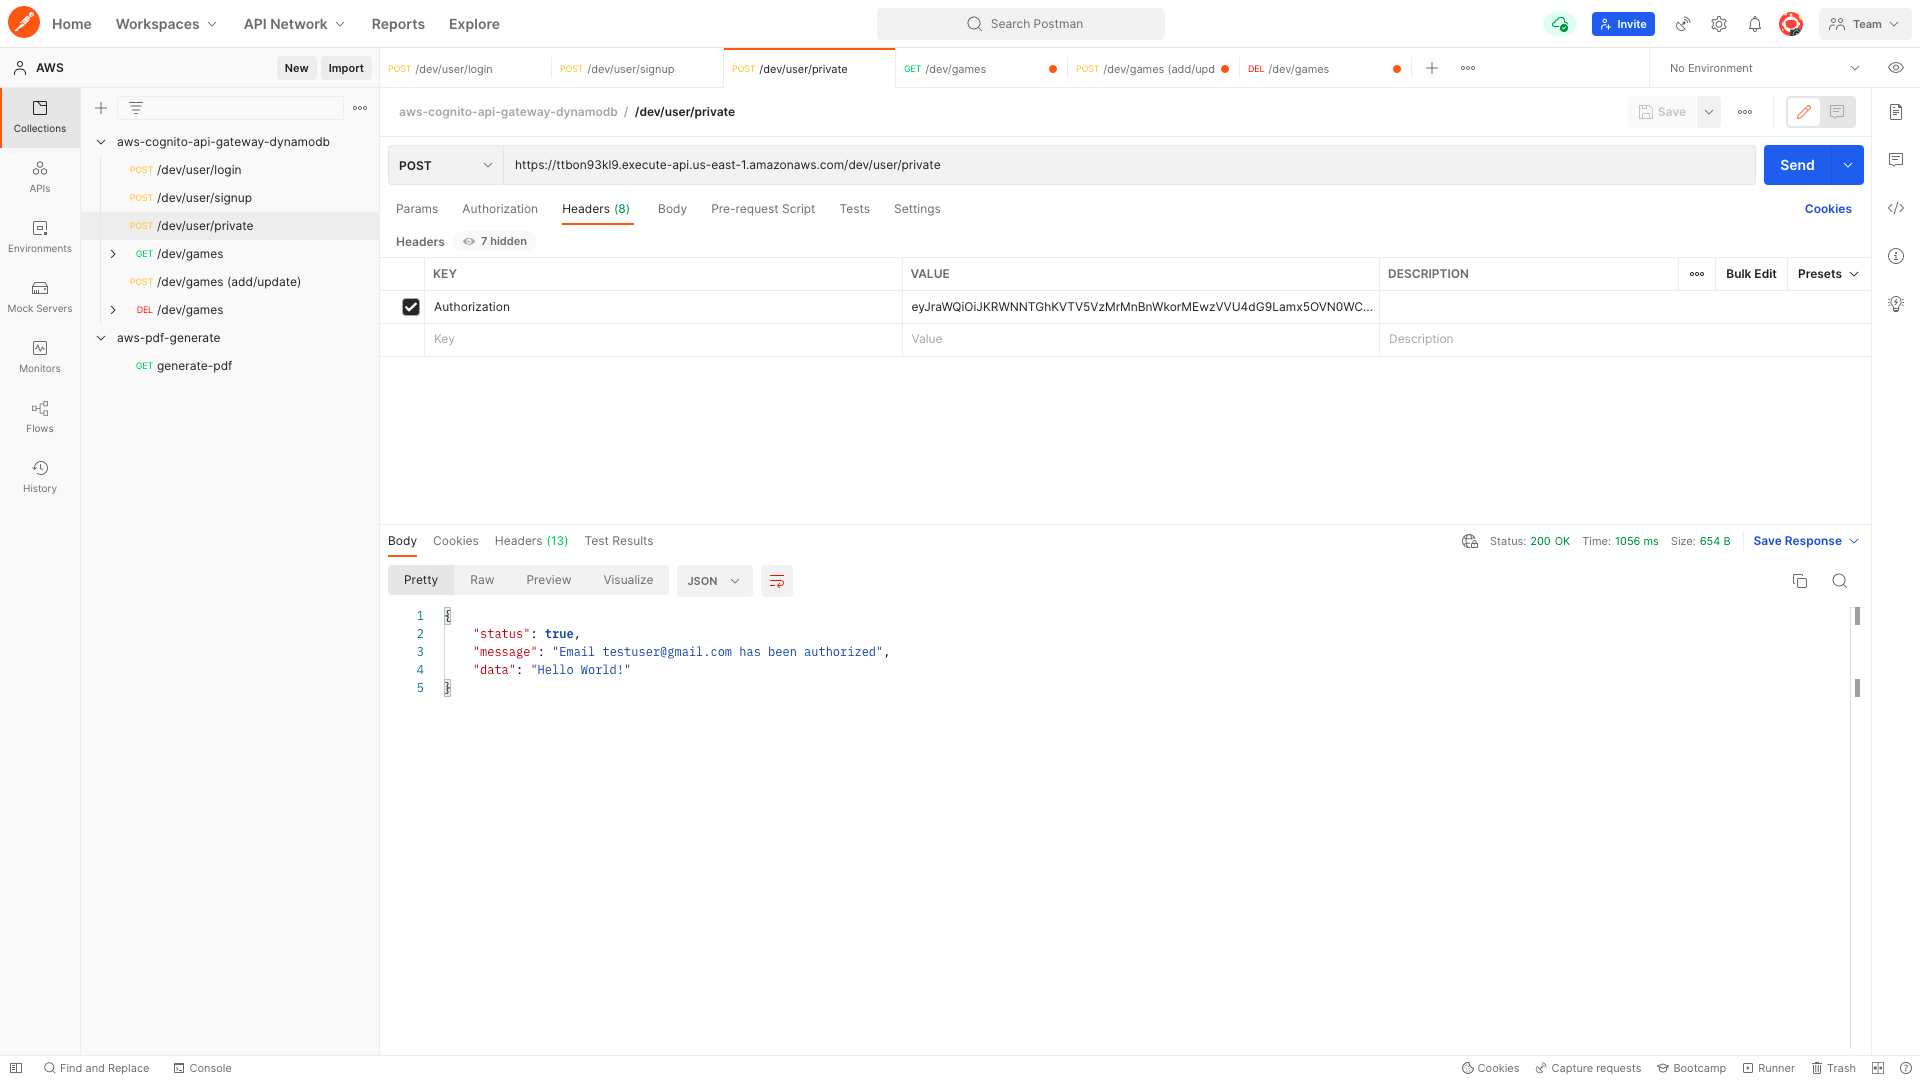 Home Workspaces API Network Reports Explore Search Postman Invite Team
AWS New Import POST /dev/user/login POST /dev/user/signup POST /dev/user/private GET /dev/games POST /dev/games (add/upd DEL /dev/games No Environment
Collections
APIs
Environments
Mock Servers
Monitors
Flows
History
aws-cognito-api-gateway-dynamodb
POST /dev/user/login
POST /dev/user/signup
POST /dev/user/private
GET /dev/games
POST /dev/games (add/update)
DEL /dev/games
aws-pdf-generate
GET generate-pdf
aws-cognito-api-gateway-dynamodb / /dev/user/private Save
POST https://ttbon93kl9.execute-api.us-east-1.amazonaws.com/dev/user/private Send
Params Authorization Headers (8) Body Pre-request Script Tests Settings Cookies
Headers 7 hidden
KEY VALUE DESCRIPTION Bulk Edit Presets
Authorization eyJraWQiOiJKRWNNTGhKVTV5VzMrMnBnWkorMEwzVVU4dG9Lamx5OVN0WC...
Key Value Description
Body Cookies Headers (13) Test Results Status: 200 OK Time: 1056 ms Size: 654 B Save Response
Pretty Raw Preview Visualize JSON
1 {
2 "status": true,
3 "message": "Email testuser@gmail.com has been authorized",
4 "data": "Hello World!"
5 }
Find and Replace Console Cookies Capture requests Bootcamp Runner Trash